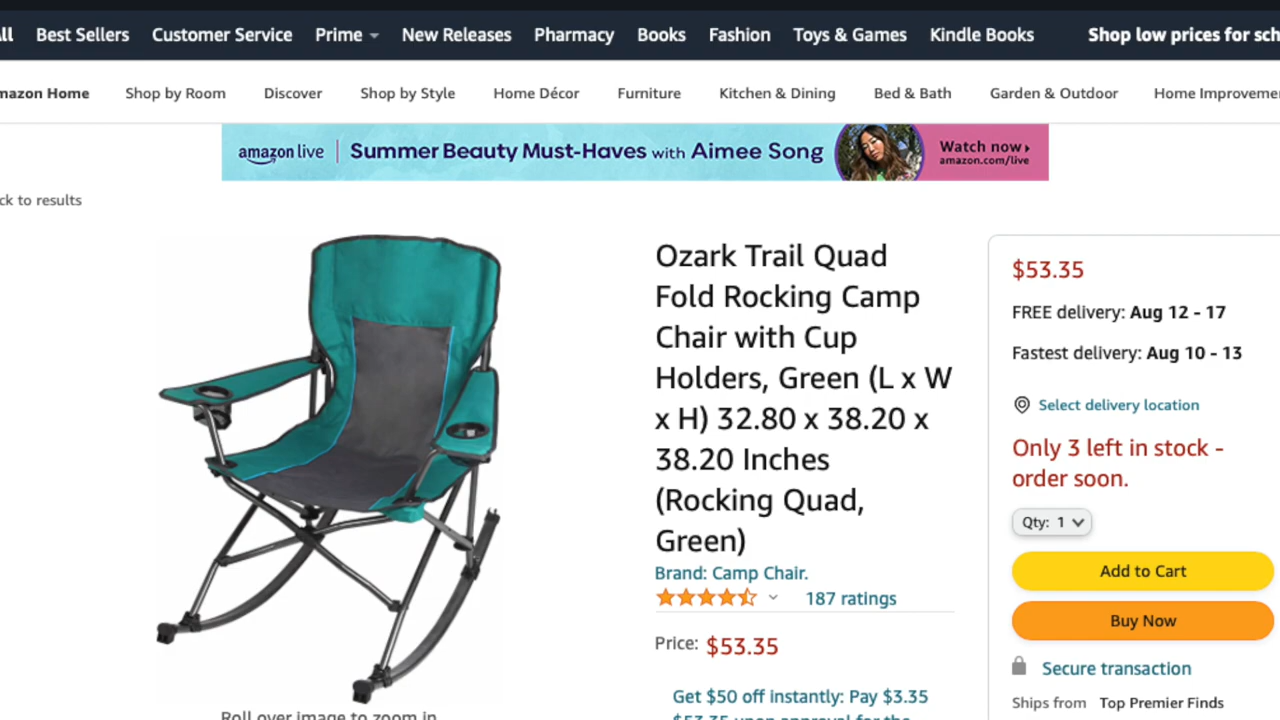 All Best Sellers Customer Service Prime New Releases Pharmacy Books Fashion Toys & Games Kindle Books Shop low prices for sch
mazon Home Shop by Room Discover Shop by Style Home Décor Furniture Kitchen & Dining Bed & Bath Garden & Outdoor Home Improveme
amazon live | Summer Beauty Must-Haves with Aimee Song
Watch now
amazon.com/live
ck to results
Ozark Trail Quad
Fold Rocking Camp
Chair with Cup
Holders, Green (L x W
x H) 32.80 x 38.20 x
38.20 Inches
(Rocking Quad,
Green)
Brand: Camp Chair.
187 ratings
Price: $53.35
Get $50 off instantly: Pay $3.35
$53.35 upon approval for the
Roll over image to zoom in
$53.35
FREE delivery: Aug 12 - 17
Fastest delivery: Aug 10 - 13
Select delivery location
Only 3 left in stock -
order soon.
Qty: 1
Add to Cart
Buy Now
Secure transaction
Ships from Top Premier Finds